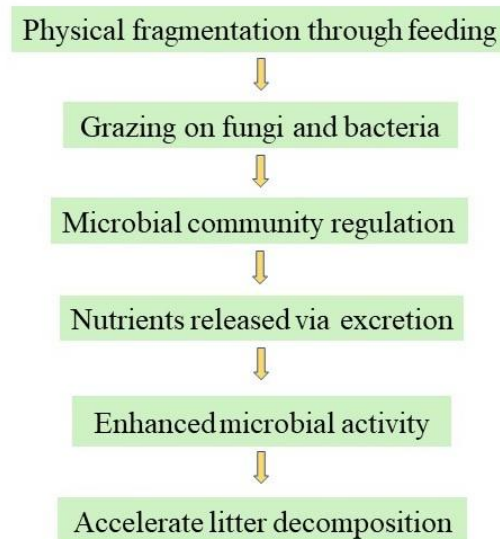 Physical fragmentation through feeding
Grazing on fungi and bacteria
Microbial community regulation
Nutrients released via excretion
Enhanced microbial activity
Accelerate litter decomposition